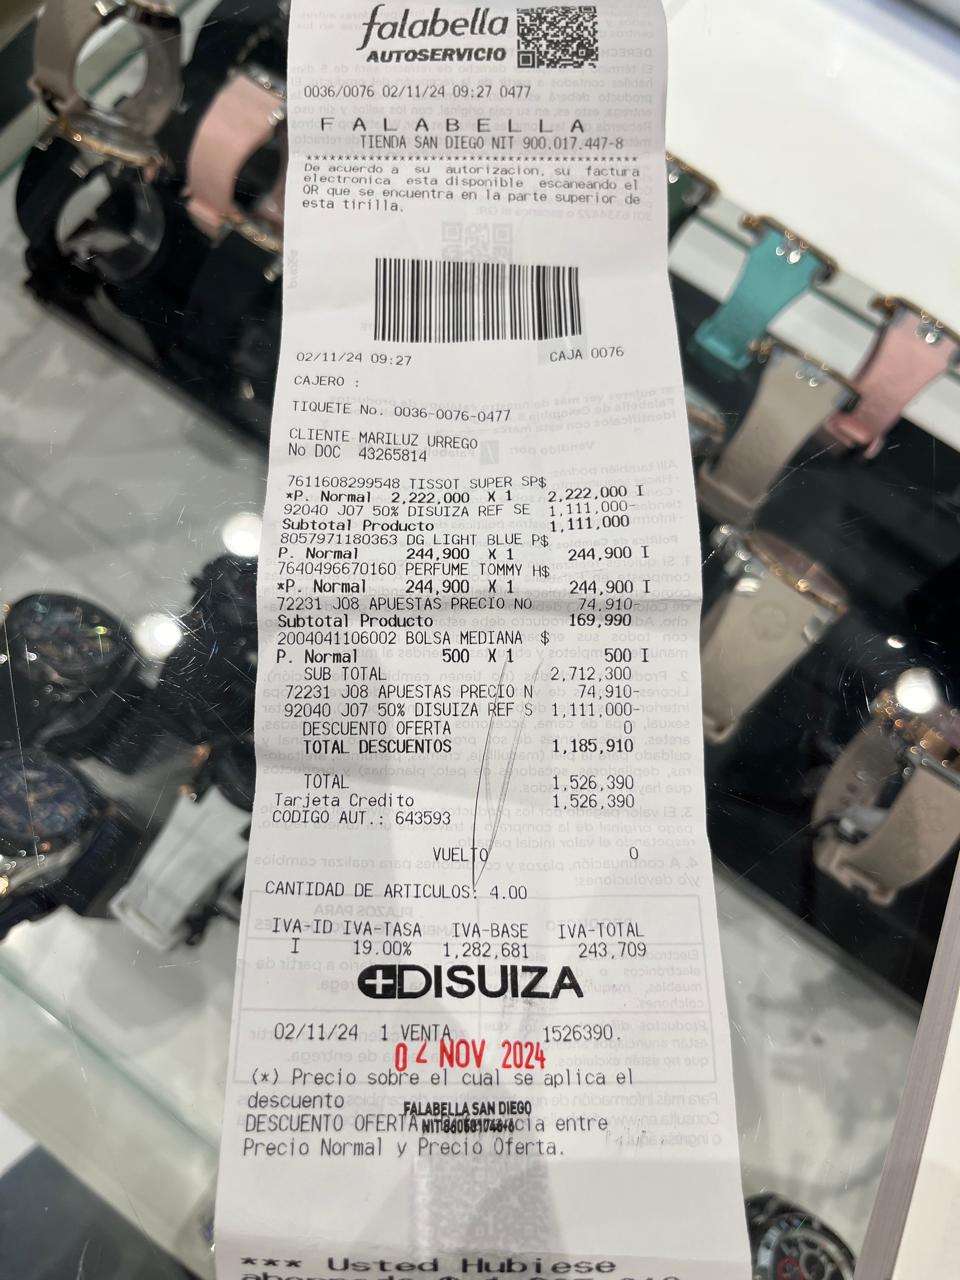 falabella
AUTOSERVICIO
0036/0076 02/11/24 09:27 0477
FALABELLA
TIENDA SAN DIEGO NIT 900.017.447-8
****************************************
De acuerdo a su autorizacion, su factura
electronica esta disponible escaneando el
QR que se encuentra en la parte superior de
esta tirilla.
02/11/24 09:27 CAJA 0076
CAJERO :
TIQUETE No. 0036-0076-0477
CLIENTE MARILUZ URREGO
No DOC 43265814
7611608299548 TISSOT SUPER SP$
*P. Normal 2,222,000 X 1 2,222,000 I
92040 J07 50% DISUIZA REF SE 1,111,000-
Subtotal Producto 1,111,000
8057971180363 DG LIGHT BLUE P$
P. Normal 244,900 X 1 244,900 I
7640496670160 PERFUME TOMMY H$
*P. Normal 244,900 X 1 244,900 I
72231 J08 APUESTAS PRECIO NO 74,910-
Subtotal Producto 169,990
2004041106002 BOLSA MEDIANA $
P. Normal 500 X 1 500 I
SUB TOTAL 2,712,300
72231 J08 APUESTAS PRECIO N 74,910-
92040 J07 50% DISUIZA REF S 1,111,000-
DESCUENTO OFERTA 0
TOTAL DESCUENTOS 1,185,910
TOTAL 1,526,390
Tarjeta Credito 1,526,390
CODIGO AUT.: 643593
VUELTO 0
CANTIDAD DE ARTICULOS: 4.00
IVA-ID IVA-TASA IVA-BASE IVA-TOTAL
I 19.00% 1,282,681 243,709
DISUIZA
02/11/24 1 VENTA 1526390
NOV 2024
(*) Precio sobre el cual se aplica el
descuento
FALABELLA SAN DIEGO
DESCUENTO OFERTA entre
Precio Normal y Precio Oferta.
*** Usted Hubiese